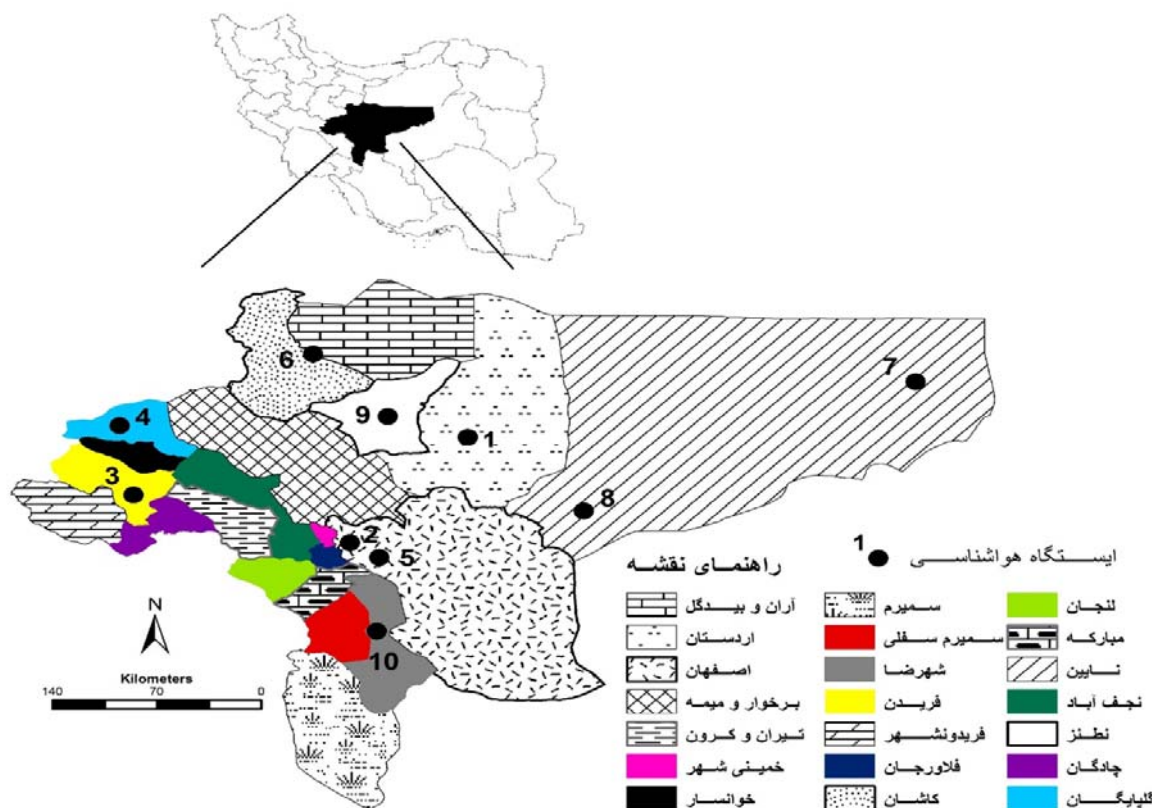 6
7
4
9
1
3
8
2
5
1 ایستگاه هواشناسی
راهنمای نقشه
N
10
Kilometers
140 70 0
آران و بیدگل
سمیرم
لنجان
اردستان
سمیرم سفلی
مبارکه
اصفهان
شهرضا
نایین
برخوار و میمه
فریدن
نجف آباد
تیران و کرون
فریدونشهر
نطنز
خمینی شهر
فلاورجان
چادگان
خوانسار
کاشان
گلپایگان